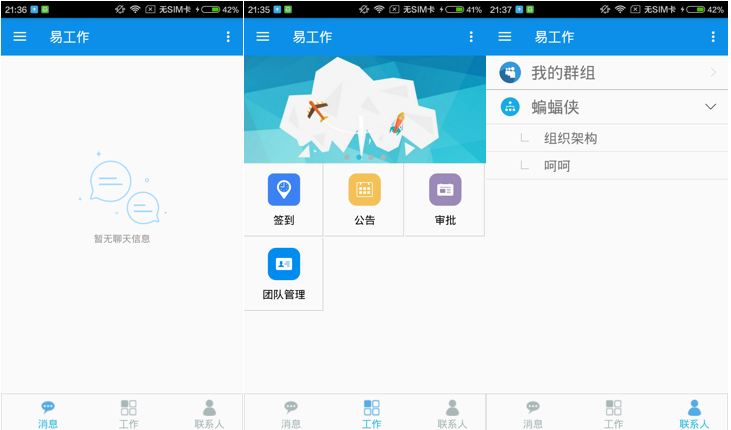 21:36 无SIM卡 42%
易工作
暂无聊天信息
消息 工作 联系人
21:35 无SIM卡 41%
易工作
签到 公告 审批
团队管理
消息 工作 联系人
21:37 无SIM卡 42%
易工作
我的群组
蝙蝠侠
组织架构
呵呵
消息 工作 联系人